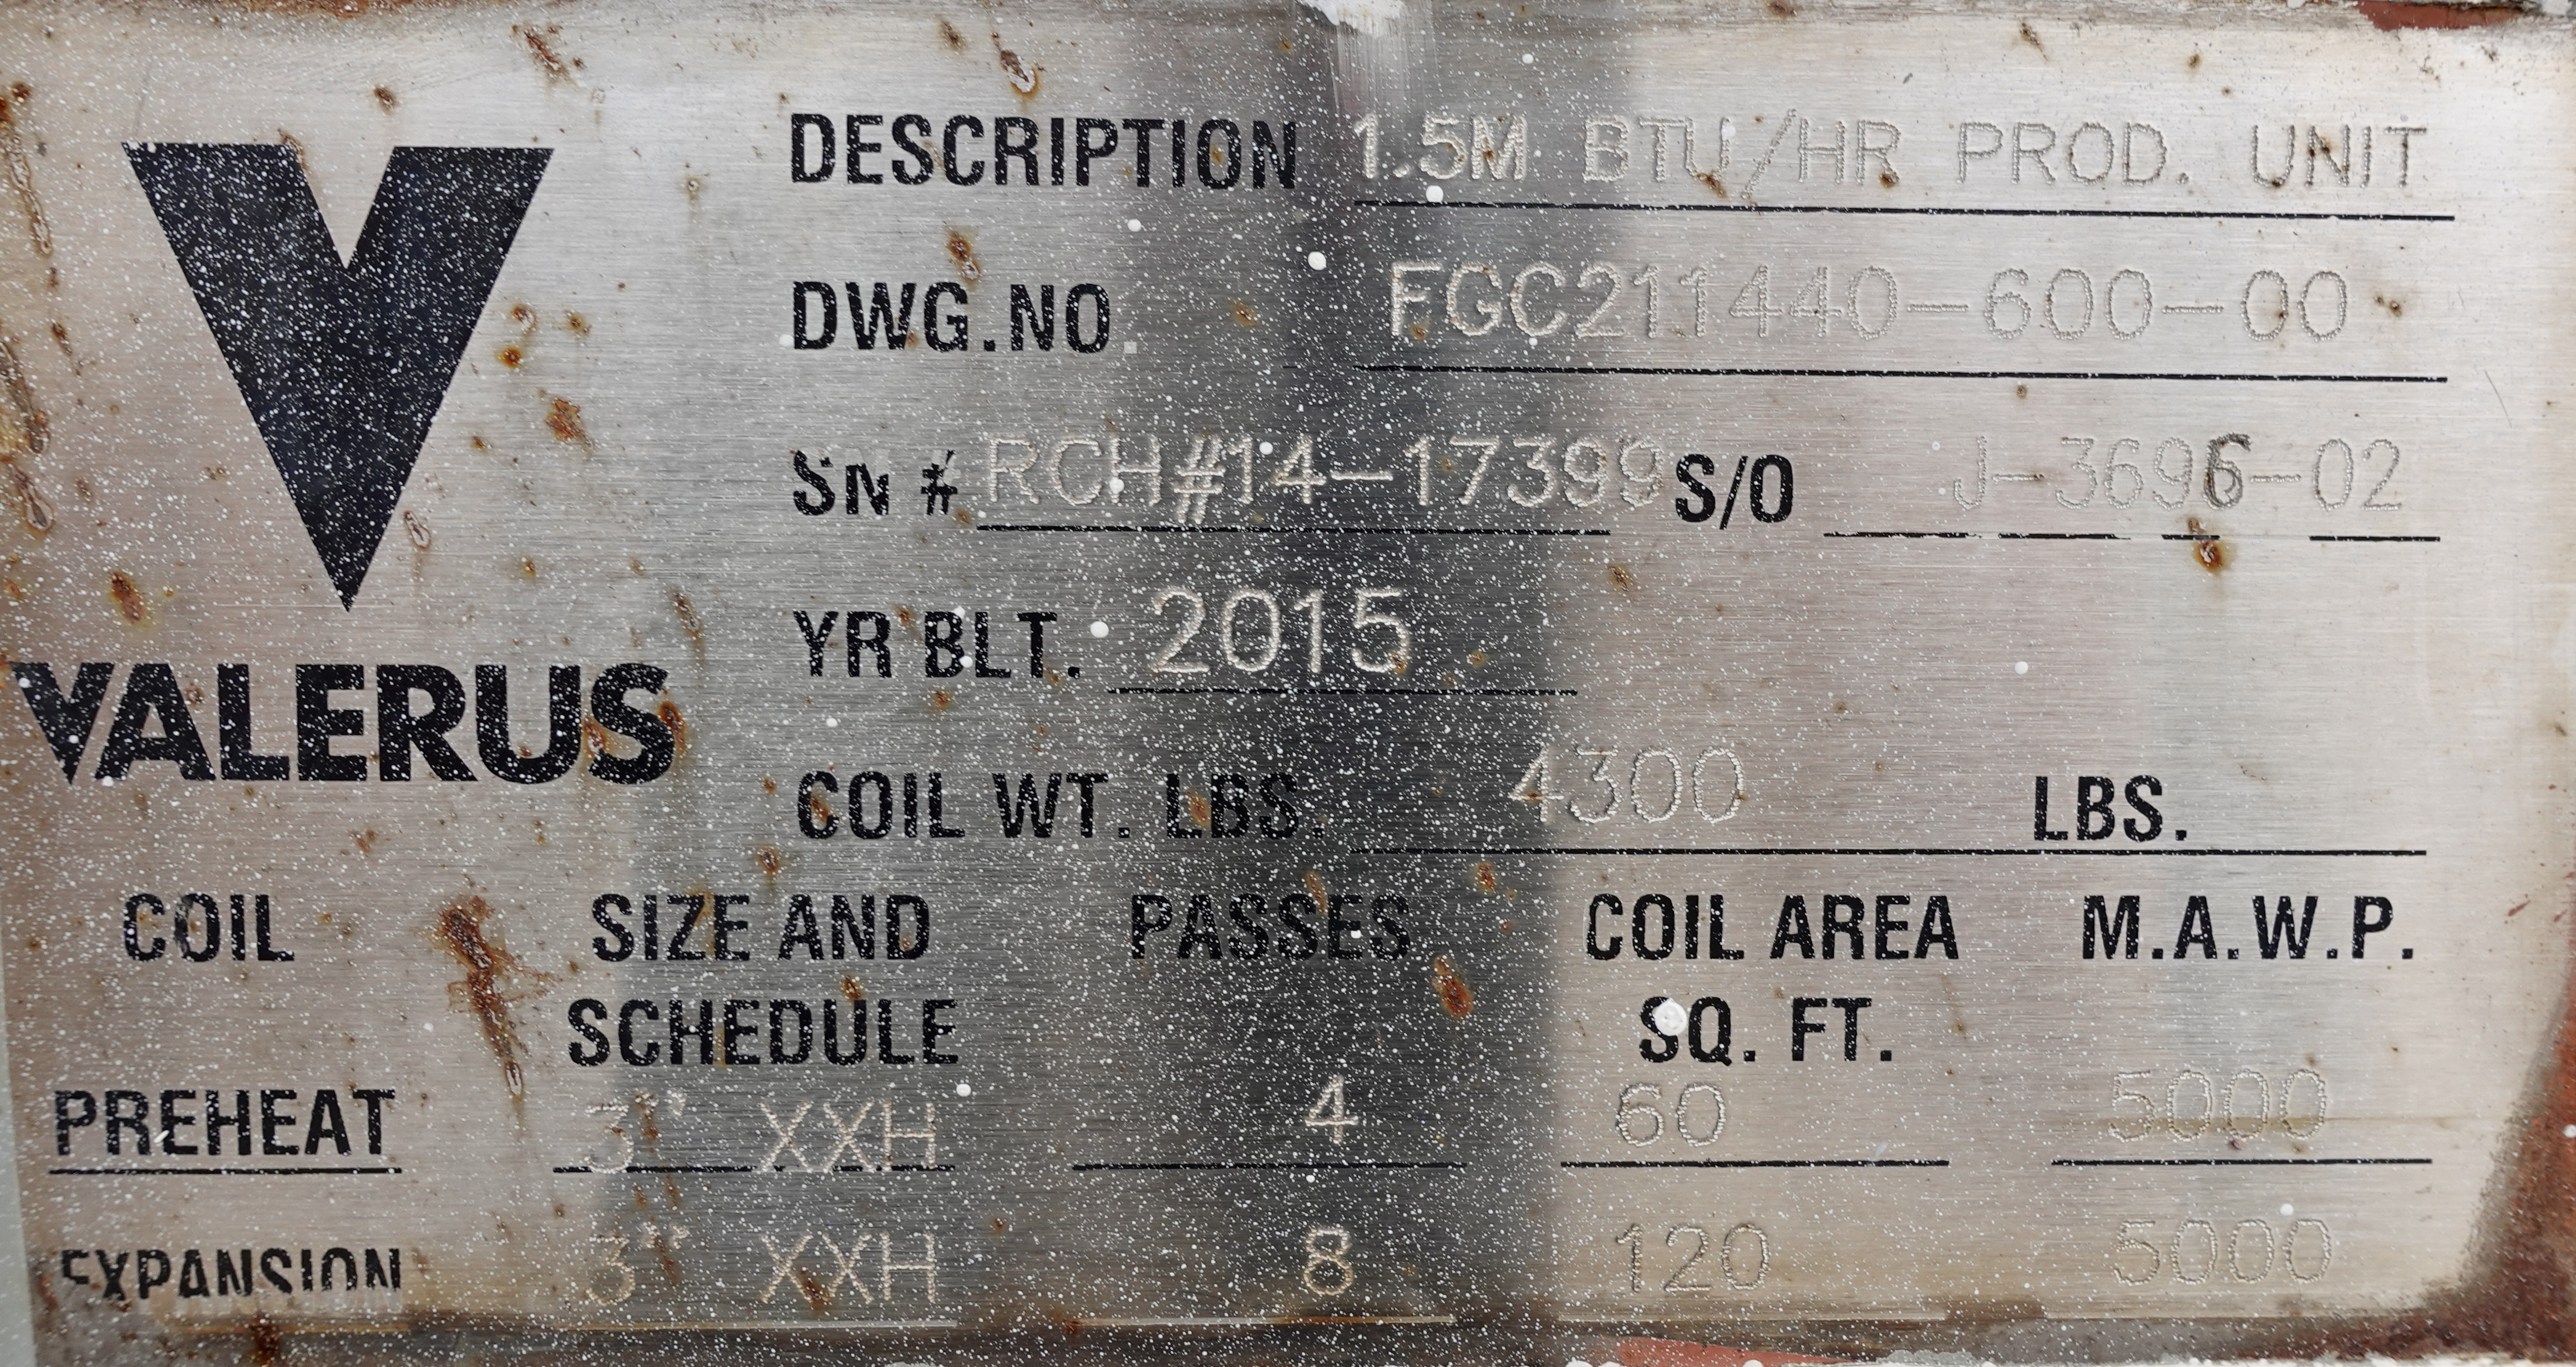 DESCRIPTION 1.5M BTU/HR PROD. UNIT
DWG.NO. FGC211440-600-00
SN # RCH#14-17399 S/O J-3696-02
YR BLT. 2015
VALERUS
COIL WT. LBS. 4300 LBS.
COIL SIZE AND PASSES COIL AREA M.A.W.P.
SCHEDULE SQ. FT.
PREHEAT 3" XXH 4 60 5000
EXPANSION 3" XXH 8 120 5000